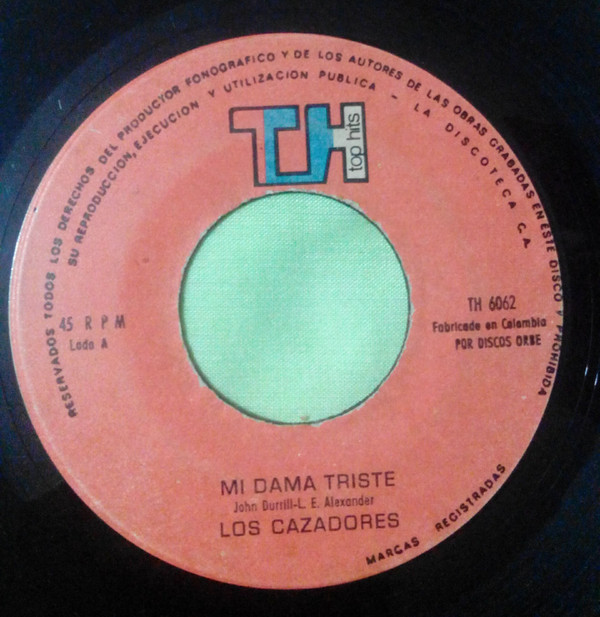 RESERVADOS TODOS LOS DERECHOS DEL PRODUCTOR FONOGRAFICO Y DE LOS AUTORES DE LAS OBRAS GRABADAS EN ESTE DISCO Y PROHIBIDA
SU REPRODUCCION, EJECUCION Y UTILIZACION PUBLICA - LA DISCOTECA C.A.
TH
top hits
45 R P M
Lado A
TH 6062
Fabricado en Colombia
POR DISCOS ORBE
MI DAMA TRISTE
John Durrill-L. E. Alexander
LOS CAZADORES
MARCAS REGISTRADAS